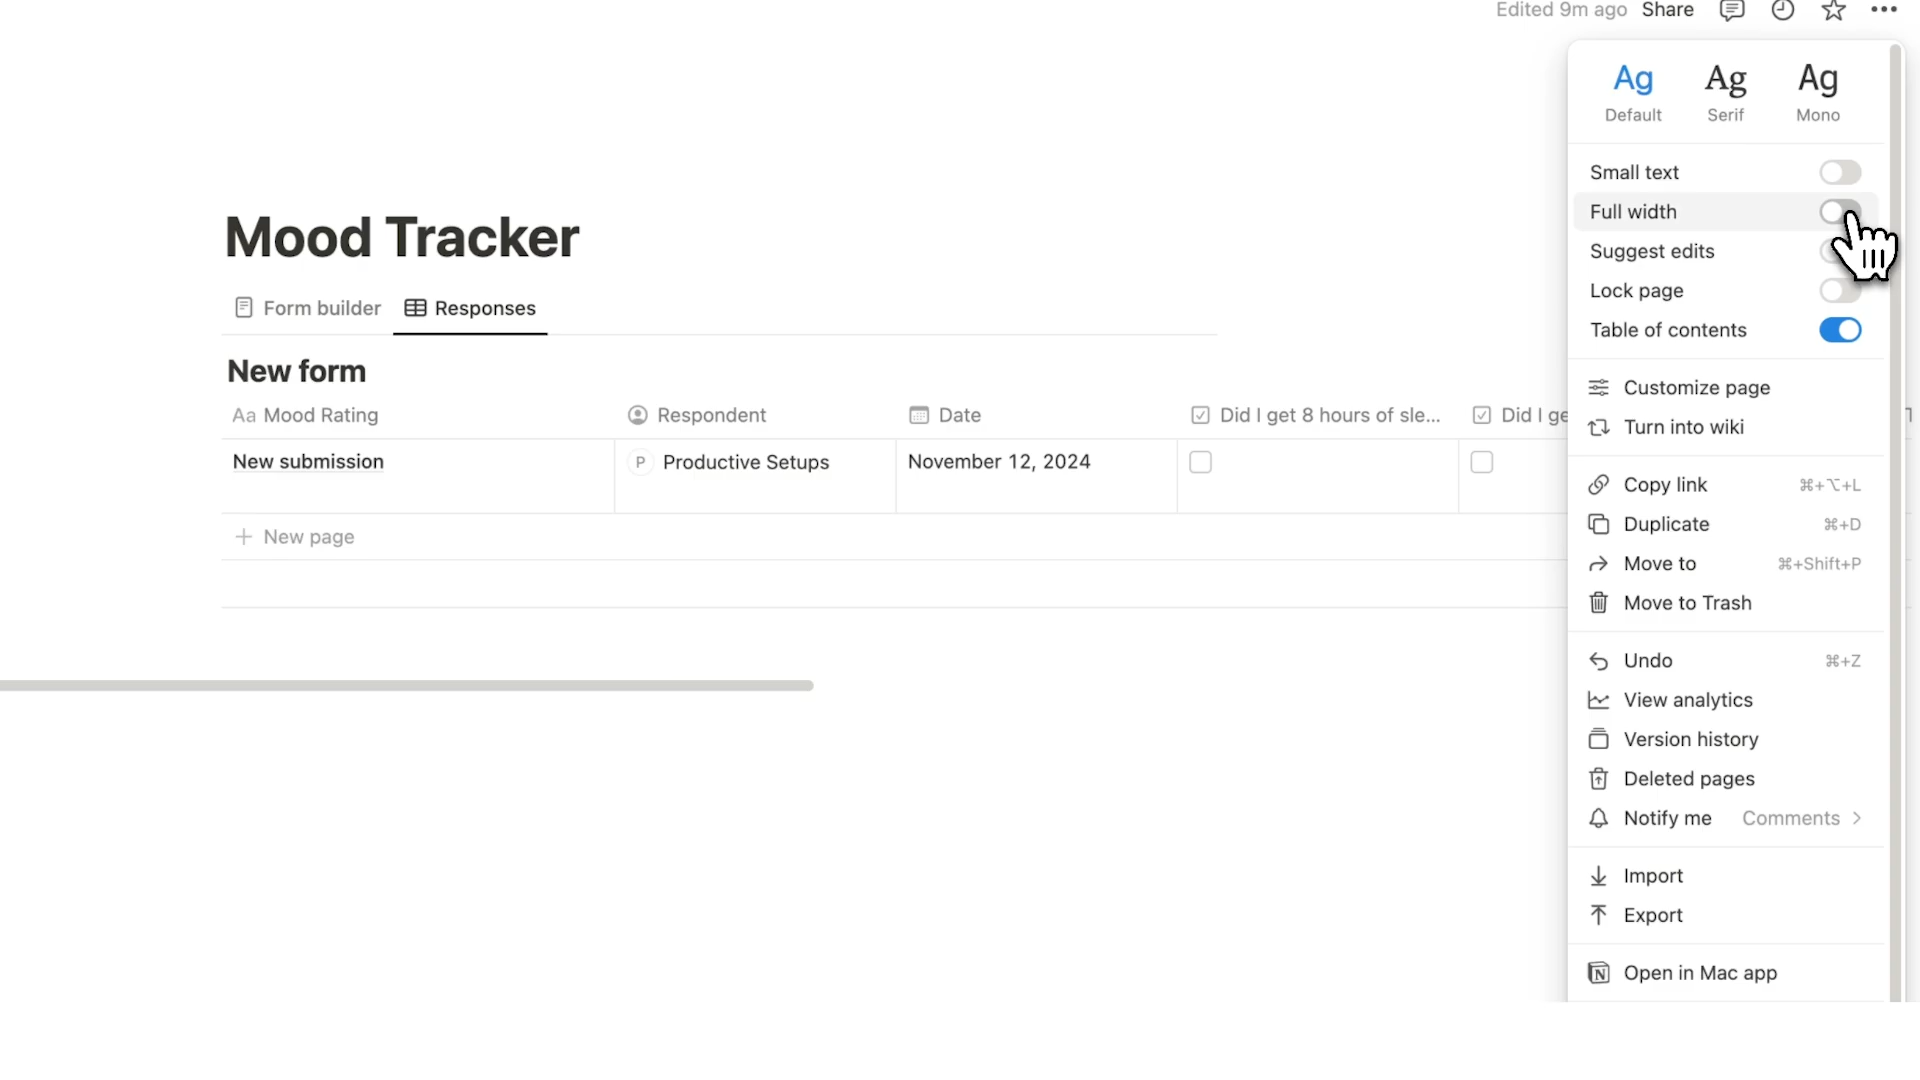 Edited 9m ago Share
Ag Ag Ag
Default Serif Mono
Small text
Full width
Suggest edits
Lock page
Table of contents
Customize page
Turn into wiki
Copy link ⌘+⌥+L
Duplicate ⌘+D
Move to ⌘+Shift+P
Move to Trash
Undo ⌘+Z
View analytics
Version history
Deleted pages
Notify me Comments
Import
Export
Open in Mac app
Mood Tracker
Form builder Responses
New form
Aa Mood Rating Respondent Date Did I get 8 hours of sle... Did I ge
New submission P Productive Setups November 12, 2024
New page